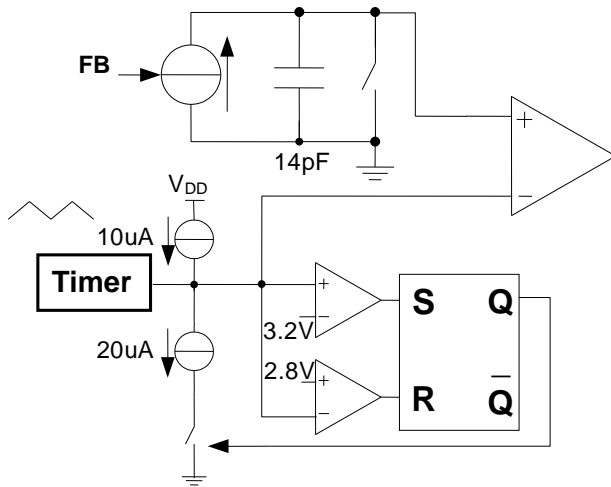 FB
14pF
+
−
VDD
10uA
Timer
20uA
+
−
3.2V
2.8V
+
−
S Q
R Q̅